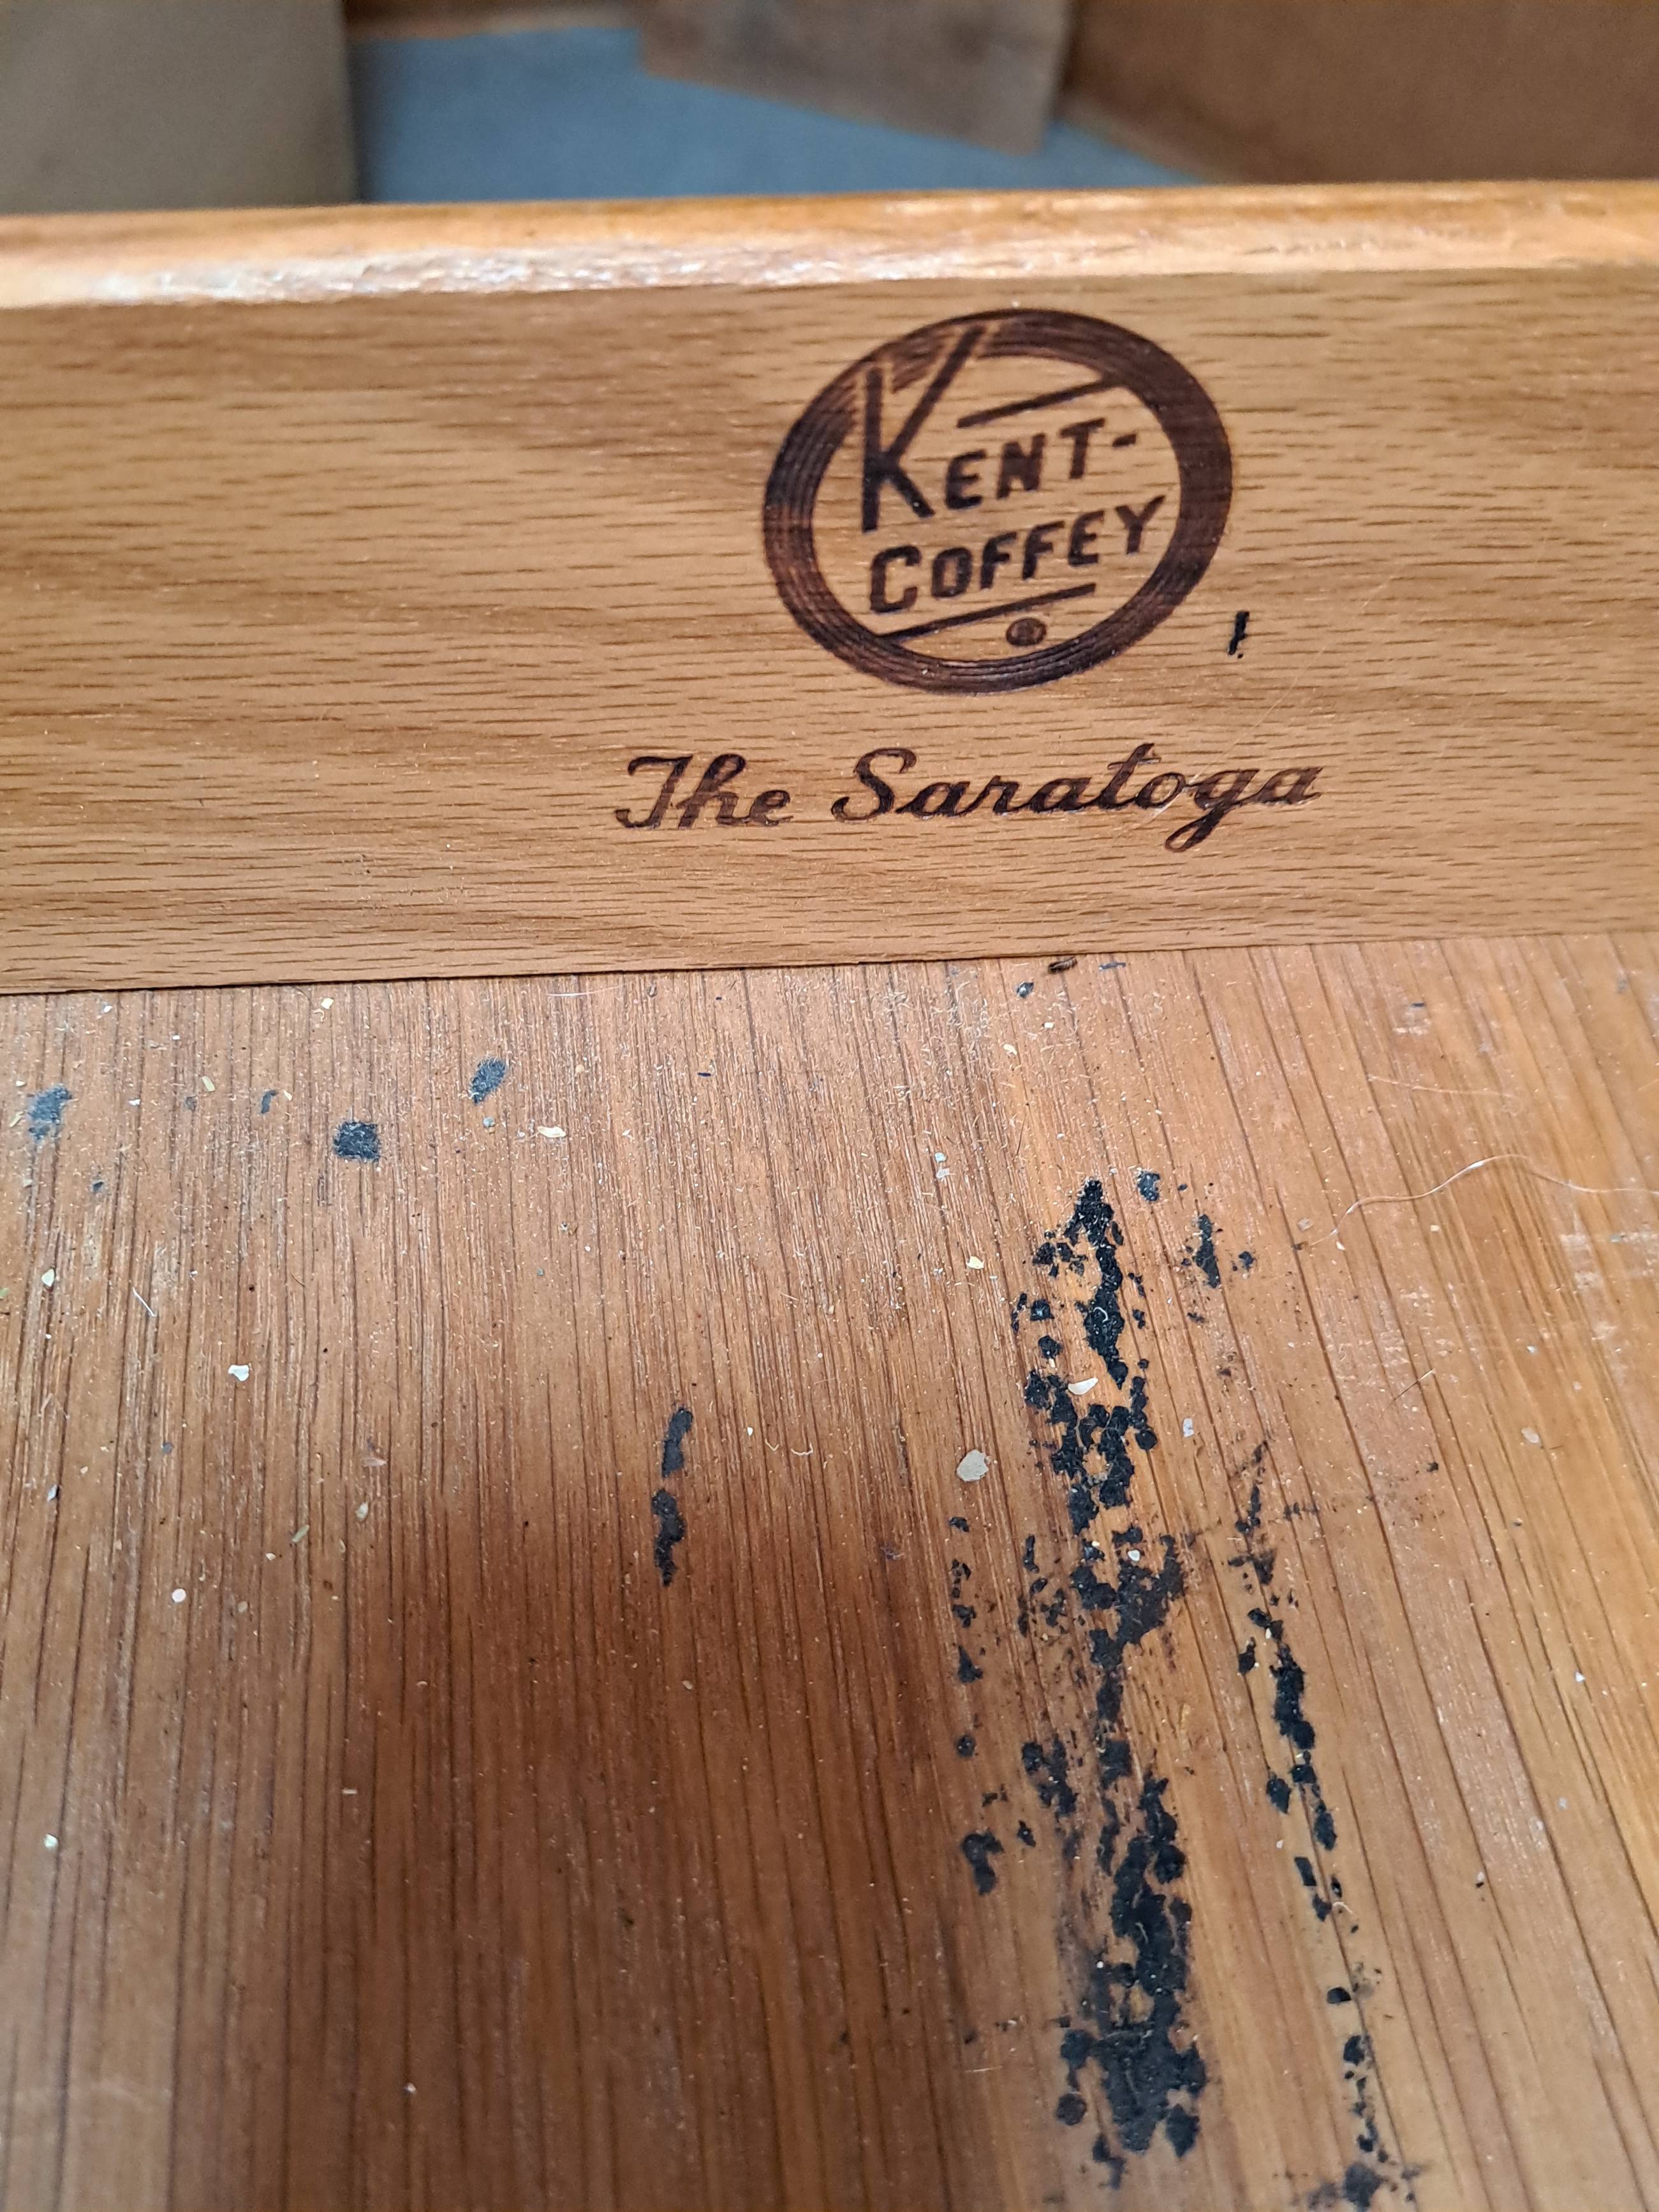 KENT-
COFFEY
®
The Saratoga